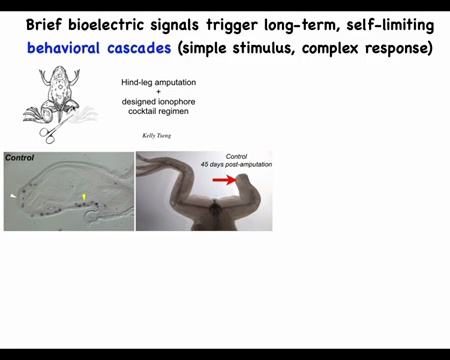 Brief bioelectric signals trigger long-term, self-limiting
behavioral cascades (simple stimulus, complex response)
Hind-leg amputation
+
designed ionophore
cocktail regimen
Kelly Tseng
Control
Control
45 days post-amputation